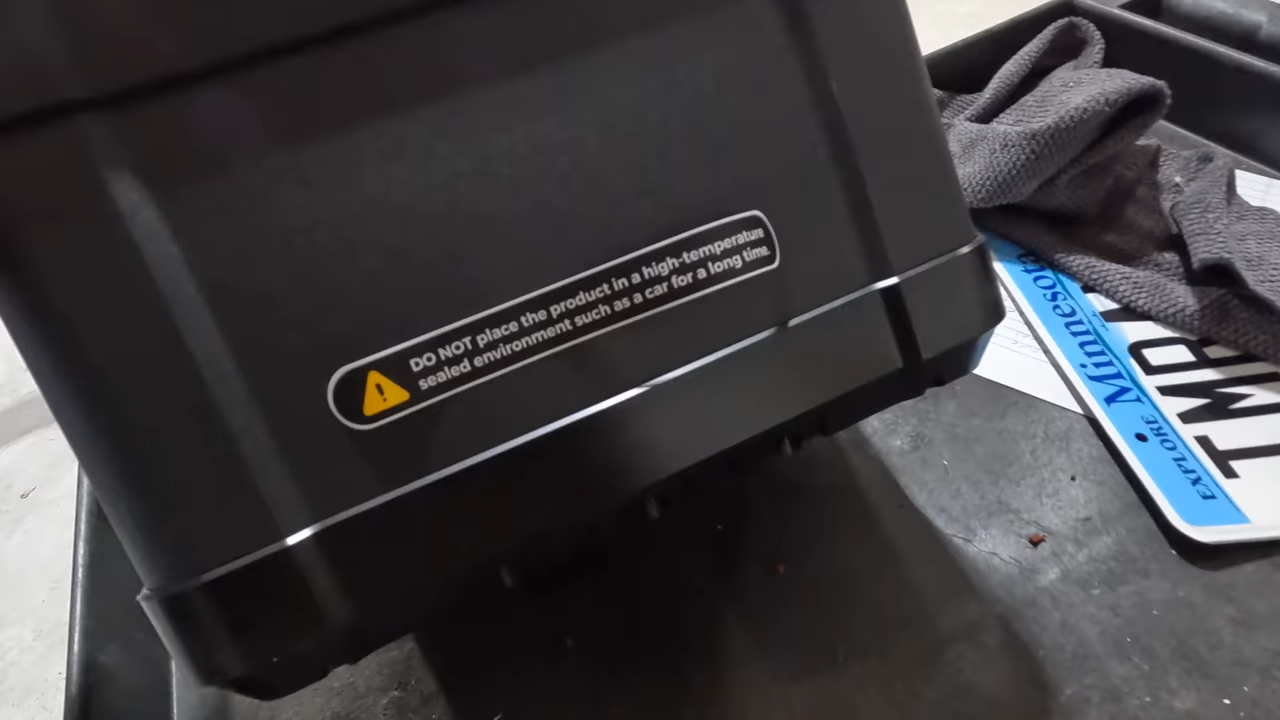 DO NOT place the product in a high-temperature
sealed environment such as a car for a long time.
EXPLORE Minnesota